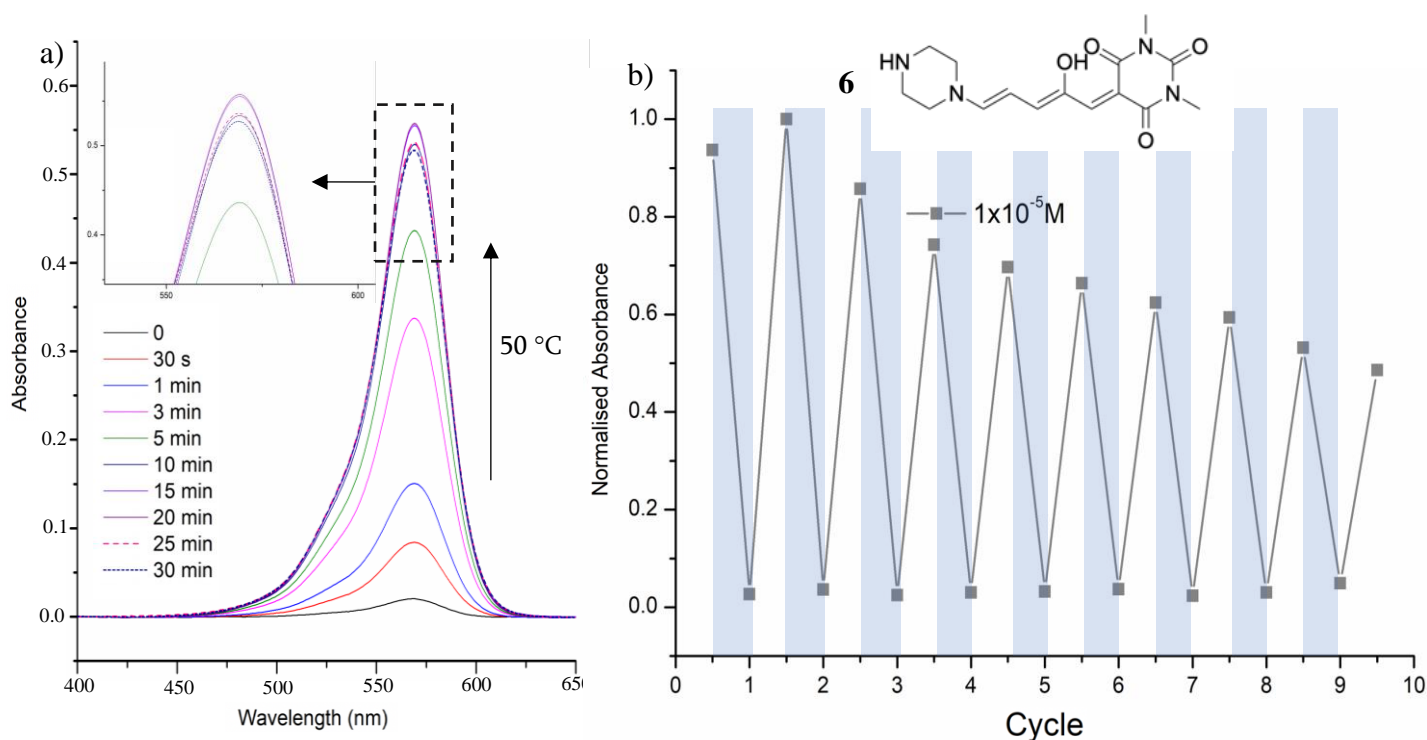 a)
Absorbance
0.6
0.5
0.4
0.3
0.2
0.1
0.0
400
450
500
550
600
650
Wavelength (nm)
0.5
0.4
550
600
50 °C
0
30 s
1 min
3 min
5 min
10 min
15 min
20 min
25 min
30 min
b)
6
HN
N
OH
O
N
O
N
O
1x10⁻⁵M
Normalised Absorbance
1.0
0.8
0.6
0.4
0.2
0.0
0
1
2
3
4
5
6
7
8
9
10
Cycle